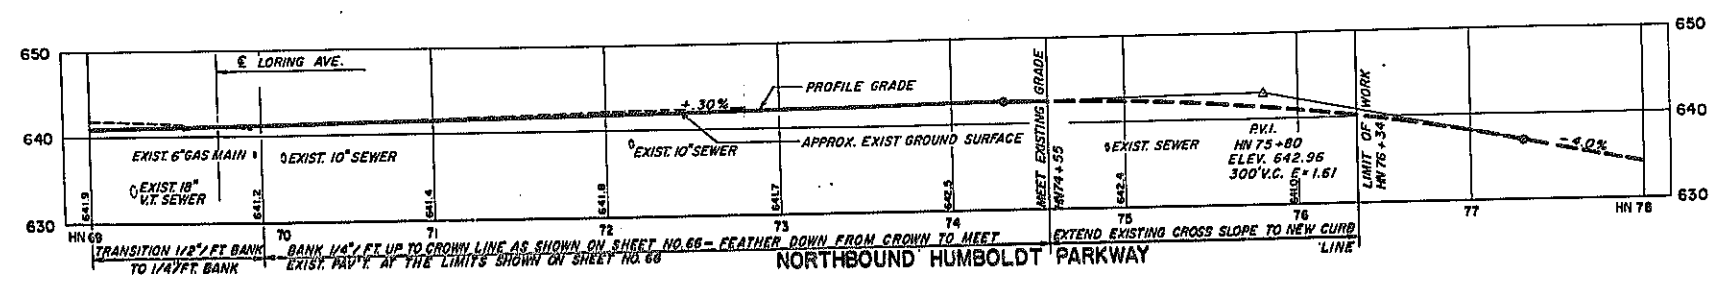 650
650
℄ LORING AVE.
PROFILE GRADE
+.30%
640
640
EXIST. 6" GAS MAIN
EXIST. 10" SEWER
EXIST. 10" SEWER
APPROX. EXIST GROUND SURFACE
EXIST. SEWER
P.V.I.
HN 75+80
ELEV. 642.96
300' V.C. E=1.61
-4.0%
EXIST. 18"
V.T. SEWER
MEET EXISTING GRADE
HN74+55
LIMIT OF WORK
HN 76+34
641.9
641.2
641.4
641.8
641.7
642.5
642.4
630
630
HN 69
70
71
72
73
74
75
76
77
HN 78
TRANSITION 1/2"/FT BANK
TO 1/4"/FT. BANK
BANK 1/4"/FT. UP TO CROWN LINE AS SHOWN ON SHEET NO. 66 - FEATHER DOWN FROM CROWN TO MEET
EXIST. PAV'T. AT THE LIMITS SHOWN ON SHEET NO. 66
EXTEND EXISTING CROSS SLOPE TO NEW CURB
LINE
NORTHBOUND HUMBOLDT PARKWAY